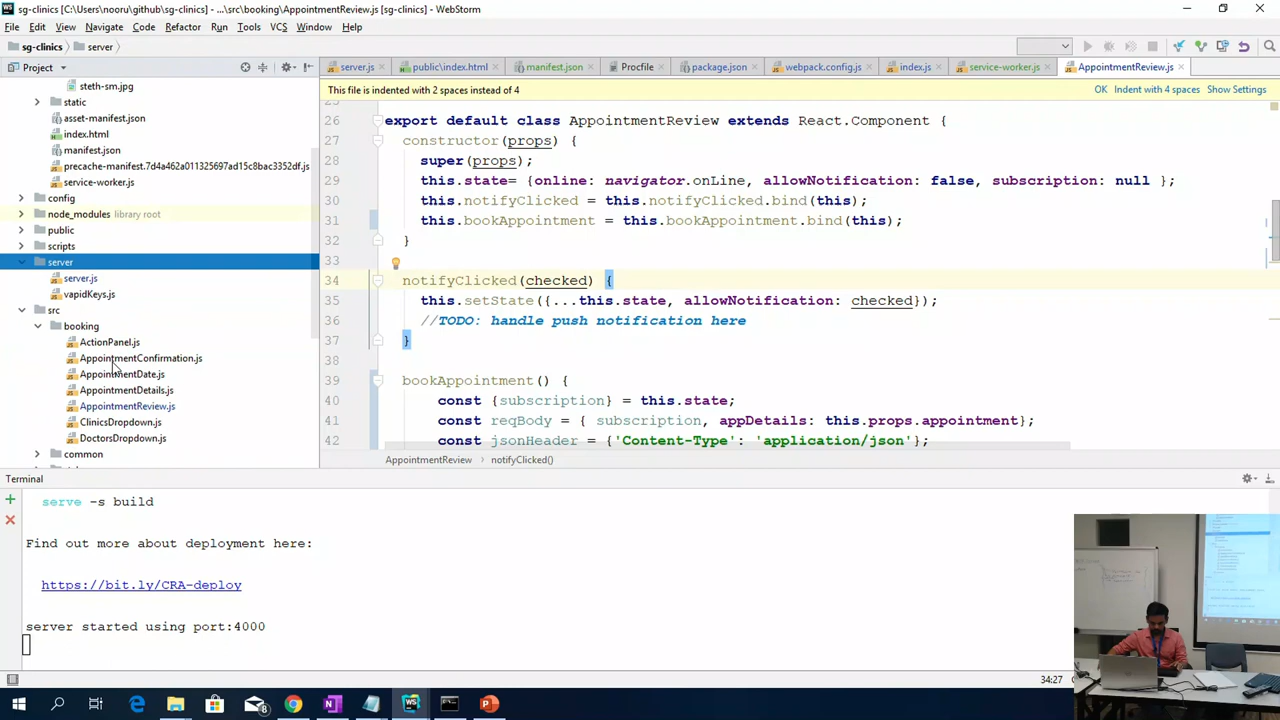 sg-clinics [C:\Users\nooru\github\sg-clinics] - ...\src\booking\AppointmentReview.js [sg-clinics] - WebStorm
File Edit View Navigate Code Refactor Run Tools VCS Window Help
sg-clinics server
Project
server.js public\index.html manifest.json Procfile package.json webpack.config.js index.js service-worker.js AppointmentReview.js
This file is indented with 2 spaces instead of 4 OK Indent with 4 spaces Show Settings
steth-sm.jpg
static
asset-manifest.json
index.html
manifest.json
precache-manifest.7d4a462a011325697ad15c8bac3352df.js
service-worker.js
config
node_modules library root
public
scripts
server
server.js
vapidKeys.js
src
booking
ActionPanel.js
AppointmentConfirmation.js
AppointmentDate.js
AppointmentDetails.js
AppointmentReview.js
ClinicsDropdown.js
DoctorsDropdown.js
common
25
26 export default class AppointmentReview extends React.Component {
27 constructor(props) {
28 super(props);
29 this.state= {online: navigator.onLine, allowNotification: false, subscription: null };
30 this.notifyClicked = this.notifyClicked.bind(this);
31 this.bookAppointment = this.bookAppointment.bind(this);
32 }
33
34 notifyClicked(checked) {
35 this.setState({...this.state, allowNotification: checked});
36 //TODO: handle push notification here
37 }
38
39 bookAppointment() {
40 const {subscription} = this.state;
41 const reqBody = { subscription, appDetails: this.props.appointment};
42 const jsonHeader = {'Content-Type': 'application/json'};
AppointmentReview notifyClicked()
Terminal
serve -s build
Find out more about deployment here:
https://bit.ly/CRA-deploy
server started using port:4000
34:27